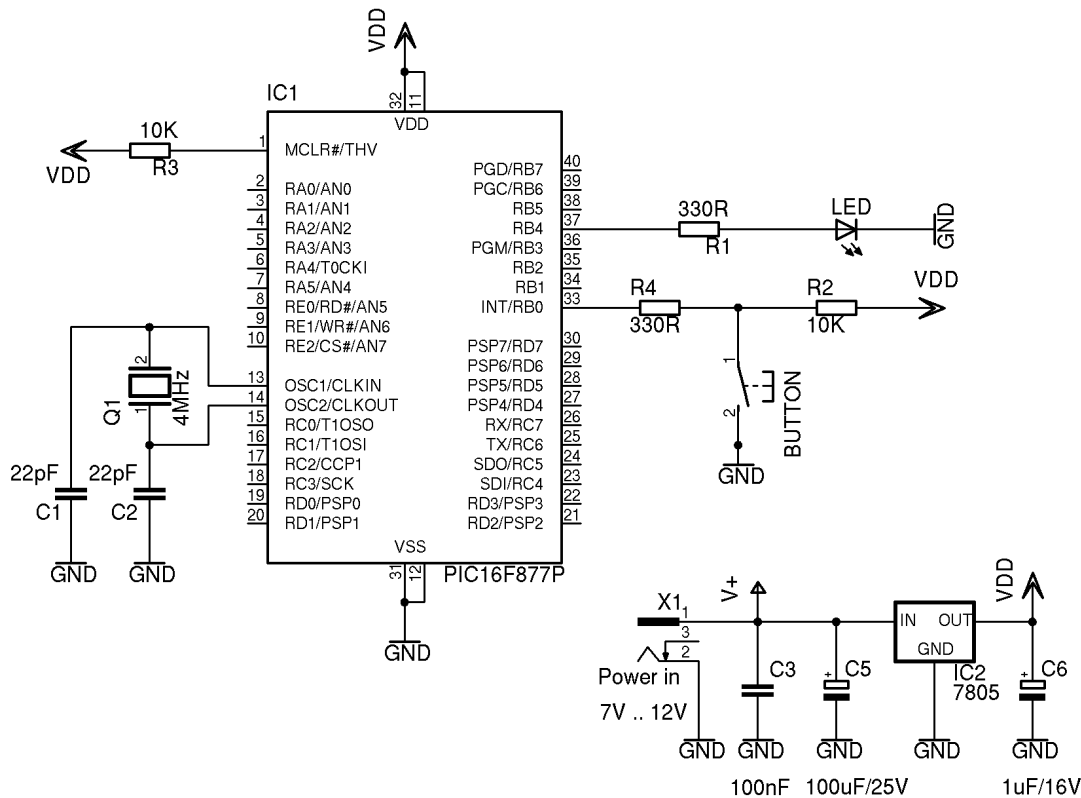 VDD
IC1
32
11
VDD
10K
R3
VDD
1
MCLR#/THV
2
RA0/AN0
3
RA1/AN1
4
RA2/AN2
5
RA3/AN3
6
RA4/T0CKI
7
RA5/AN4
8
RE0/RD#/AN5
9
RE1/WR#/AN6
10
RE2/CS#/AN7
13
OSC1/CLKIN
14
OSC2/CLKOUT
15
RC0/T1OSO
16
RC1/T1OSI
17
RC2/CCP1
18
RC3/SCK
19
RD0/PSP0
20
RD1/PSP1
PGD/RB7
40
PGC/RB6
39
RB5
38
RB4
37
PGM/RB3
36
RB2
35
RB1
34
INT/RB0
33
PSP7/RD7
30
PSP6/RD6
29
PSP5/RD5
28
PSP4/RD4
27
RX/RC7
26
TX/RC6
25
SDO/RC5
24
SDI/RC4
23
RD3/PSP3
22
RD2/PSP2
21
VSS
PIC16F877P
31
12
GND
330R
R1
LED
GND
R4
330R
R2
10K
VDD
1
2
BUTTON
GND
2
1
Q1
4MHz
22pF
C1
GND
22pF
C2
GND
X1
1
3
2
Power in
7V .. 12V
GND
V+
C3
GND
100nF
+
C5
GND
100uF/25V
IN
OUT
GND
IC2
7805
GND
VDD
+
C6
GND
1uF/16V